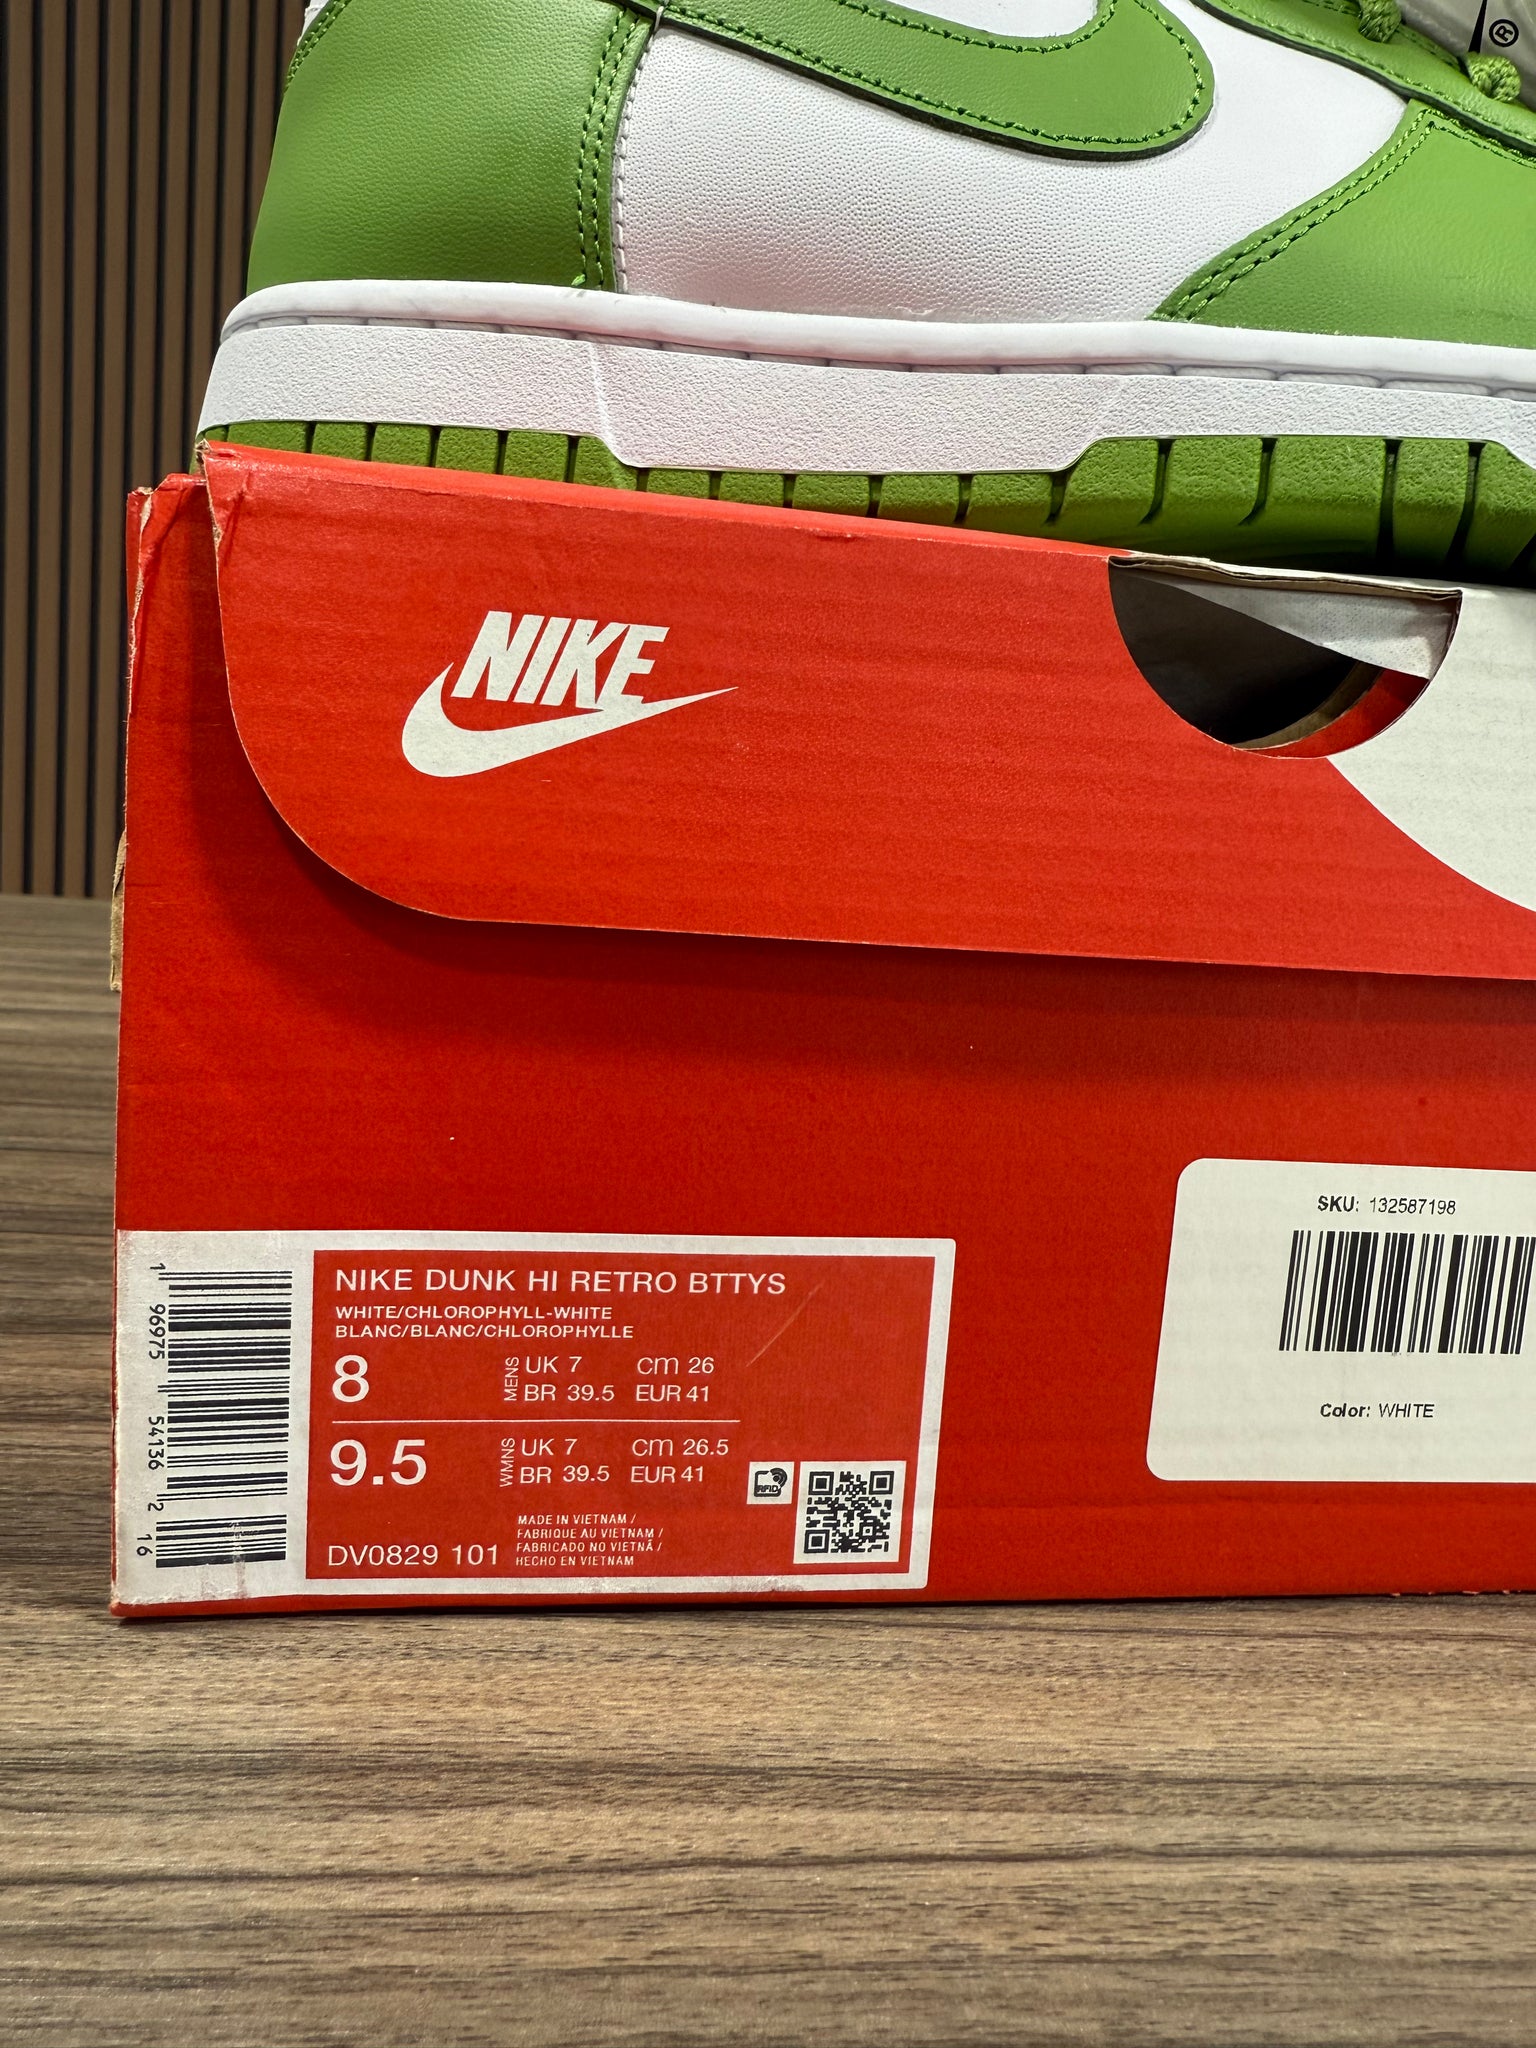 ®
NIKE
SKU: 132587198
Color: WHITE
NIKE DUNK HI RETRO BTTYS
WHITE/CHLOROPHYLL-WHITE
BLANC/BLANC/CHLOROPHYLLE
8 MENS UK 7 CM 26
BR 39.5 EUR 41
9.5 WMNS UK 7 CM 26.5
BR 39.5 EUR 41
RFID
DV0829 101
MADE IN VIETNAM /
FABRIQUE AU VIETNAM /
FABRICADO NO VIETNÃ /
HECHO EN VIETNAM
1 96975 54136 2 16